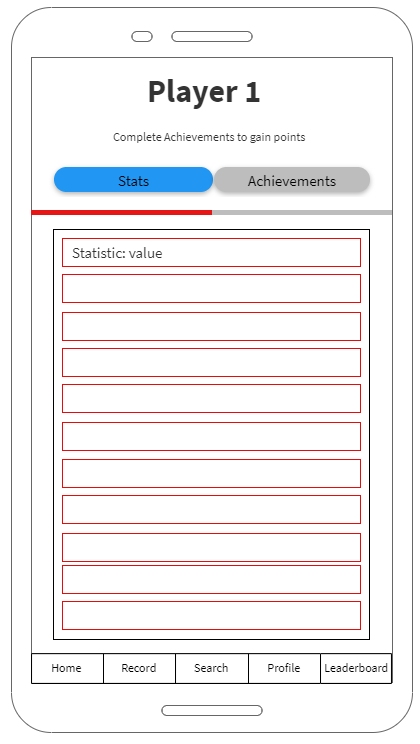 Player 1
Complete Achievements to gain points
Stats Achievements
Statistic: value
Home Record Search Profile Leaderboard